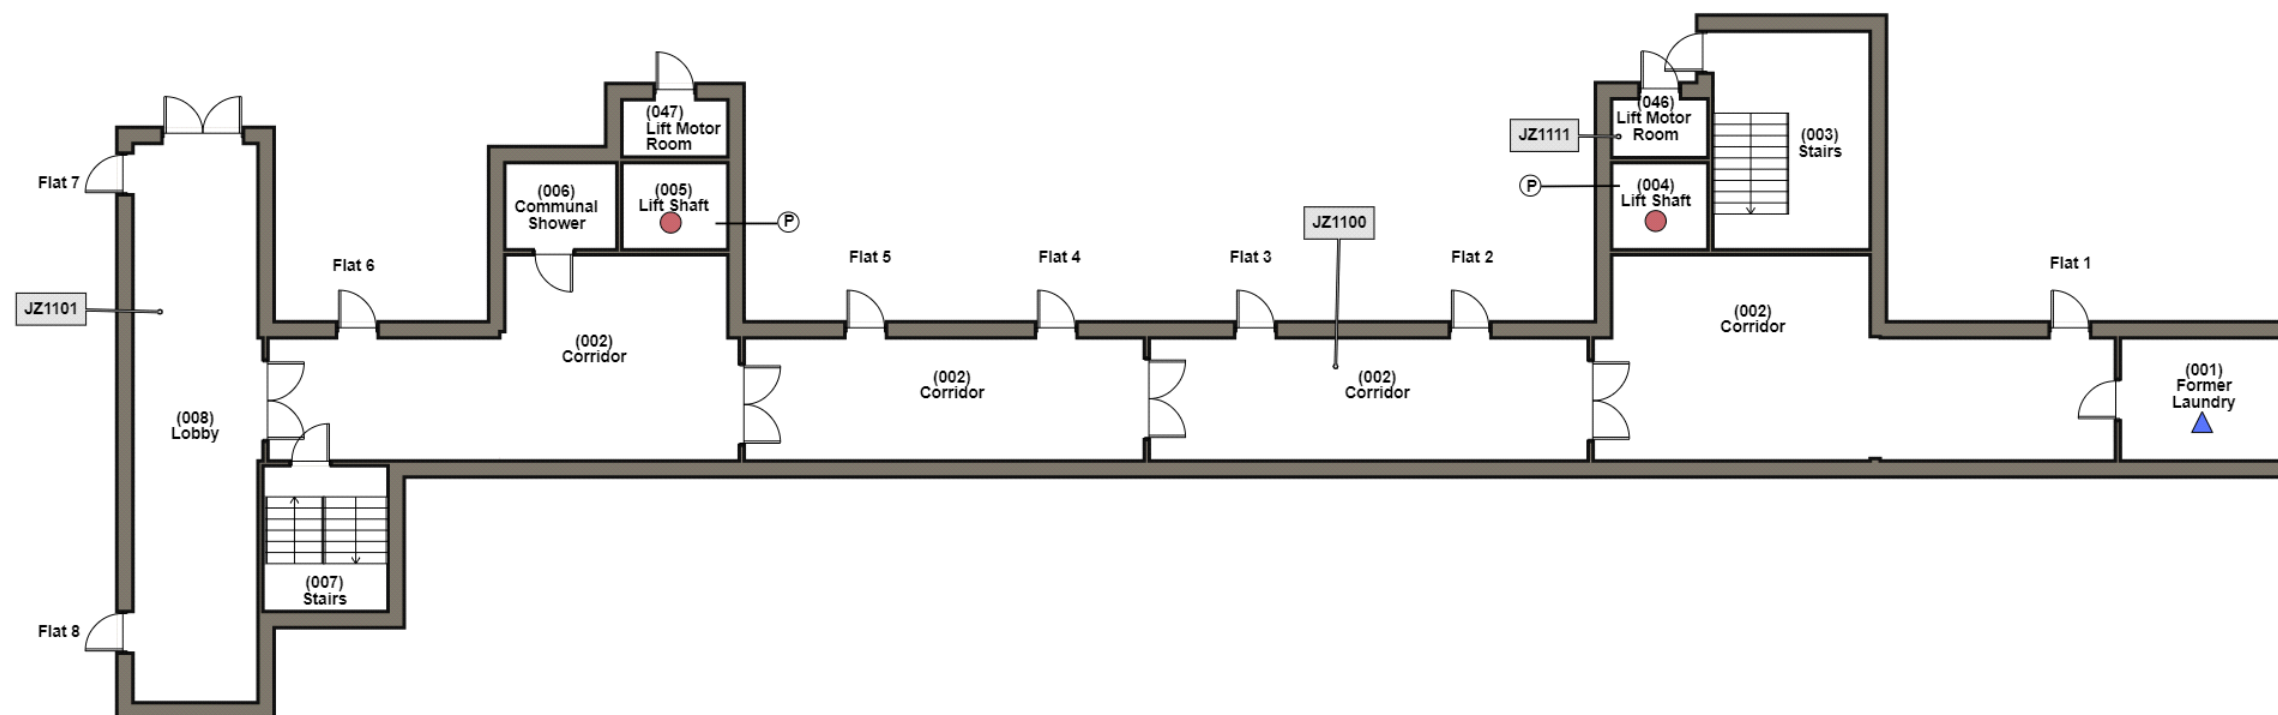 (047)
Lift Motor
Room
(046)
Lift Motor
Room
JZ1111
(003)
Stairs
Flat 7
(006)
Communal
Shower
(005)
Lift Shaft
P
P
(004)
Lift Shaft
JZ1100
Flat 6
Flat 5
Flat 4
Flat 3
Flat 2
Flat 1
JZ1101
(002)
Corridor
(002)
Corridor
(002)
Corridor
(002)
Corridor
(001)
Former
Laundry
(008)
Lobby
(007)
Stairs
Flat 8